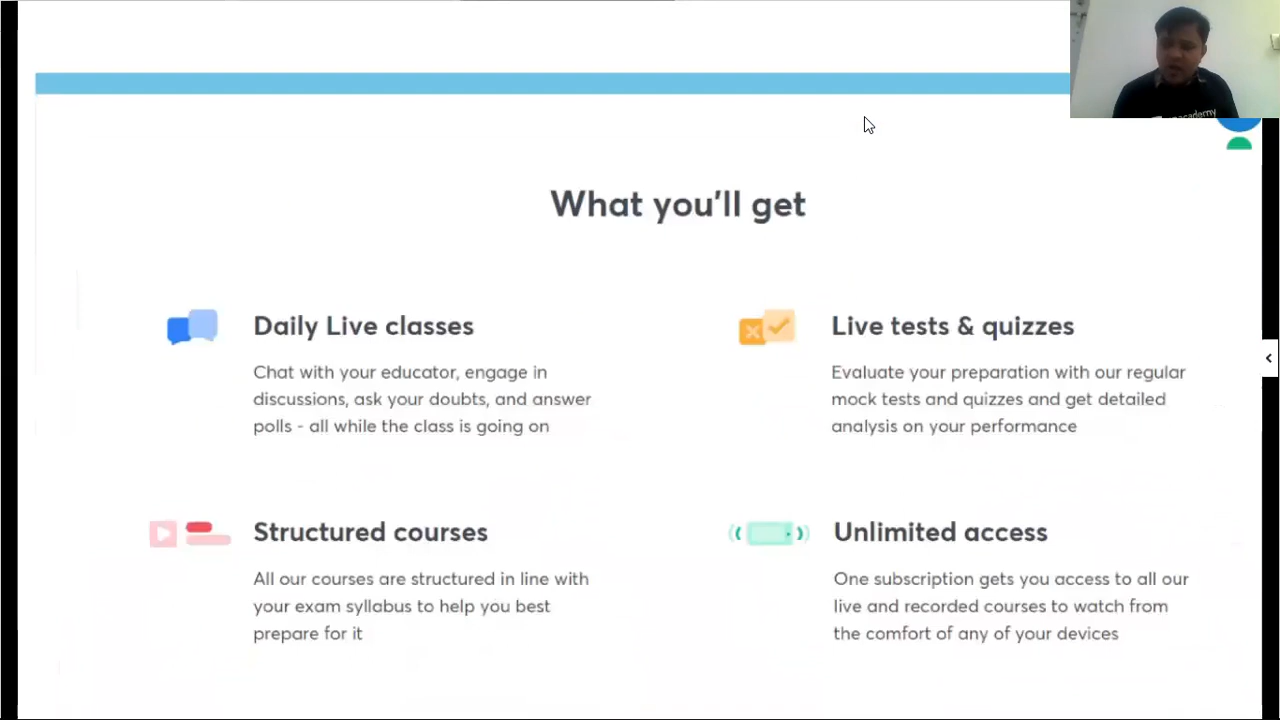 What you'll get
Daily Live classes
Chat with your educator, engage in
discussions, ask your doubts, and answer
polls - all while the class is going on
Live tests & quizzes
Evaluate your preparation with our regular
mock tests and quizzes and get detailed
analysis on your performance
Structured courses
All our courses are structured in line with
your exam syllabus to help you best
prepare for it
Unlimited access
One subscription gets you access to all our
live and recorded courses to watch from
the comfort of any of your devices